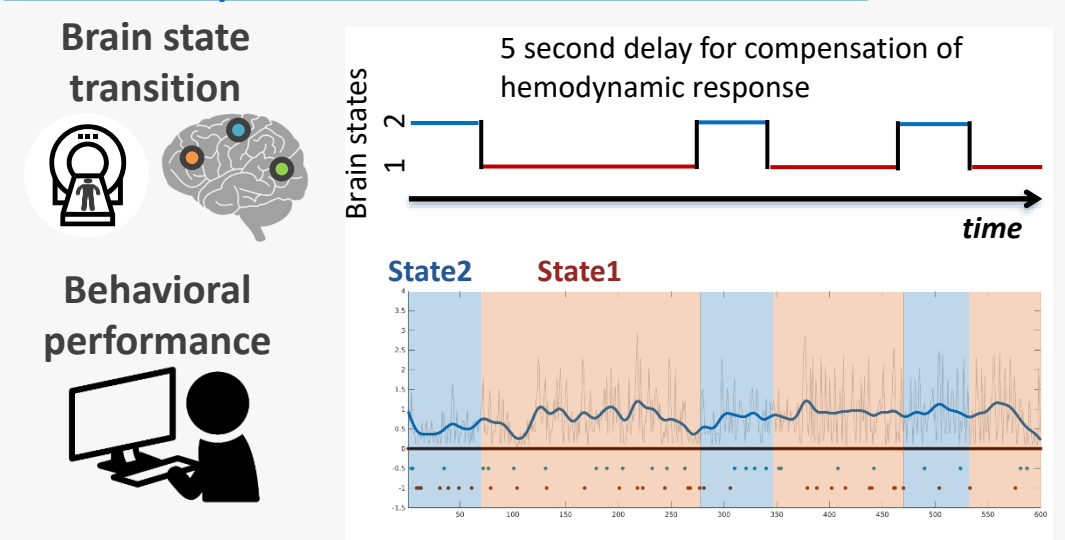 Brain state
transition
5 second delay for compensation of
hemodynamic response
Brain states
2
1
time
Behavioral
performance
State2
State1
4
3.5
3
2.5
2
1.5
1
0.5
0
-0.5
-1
-1.5
50
100
150
200
250
300
350
400
450
500
550
600